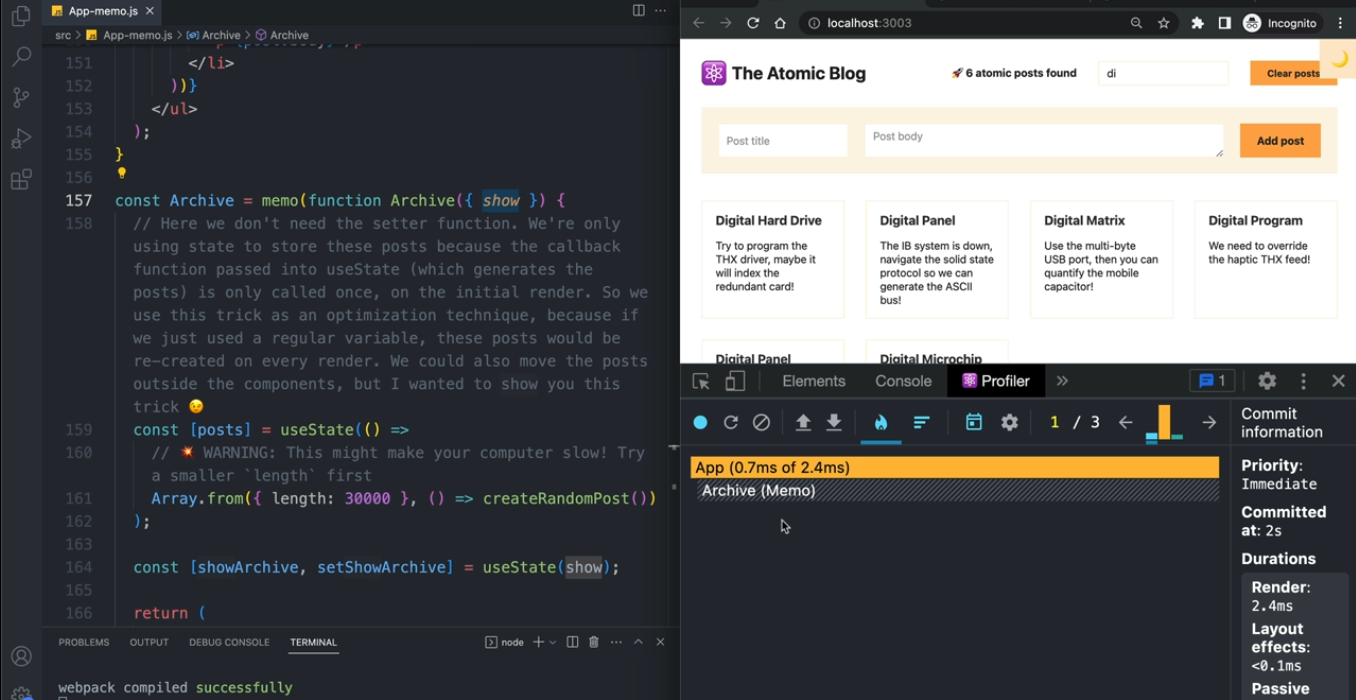 App-memo.js
src > App-memo.js > Archive > Archive
151 </li>
152 ))}
153 </ul>
154 );
155 }
156
157 const Archive = memo(function Archive({ show }) {
158 // Here we don't need the setter function. We're only
using state to store these posts because the callback
function passed into useState (which generates the
posts) is only called once, on the initial render. So we
use this trick as an optimization technique, because if
we just used a regular variable, these posts would be
re-created on every render. We could also move the posts
outside the components, but I wanted to show you this
trick 😉
159 const [posts] = useState(() =>
160 // 💥 WARNING: This might make your computer slow! Try
a smaller `length` first
161 Array.from({ length: 30000 }, () => createRandomPost())
162 );
163
164 const [showArchive, setShowArchive] = useState(show);
165
166 return (
PROBLEMS OUTPUT DEBUG CONSOLE TERMINAL node
webpack compiled successfully
localhost:3003 Incognito
The Atomic Blog
🚀 6 atomic posts found
di
Clear posts
Post title
Post body
Add post
Digital Hard Drive
Try to program the
THX driver, maybe it
will index the
redundant card!
Digital Panel
The IB system is down,
navigate the solid state
protocol so we can
generate the ASCII
bus!
Digital Matrix
Use the multi-byte
USB port, then you can
quantify the mobile
capacitor!
Digital Program
We need to override
the haptic THX feed!
Digital Panel
Digital Microchip
Elements Console Profiler 1
1 / 3
App (0.7ms of 2.4ms)
Archive (Memo)
Commit
information
Priority:
Immediate
Committed
at: 2s
Durations
Render:
2.4ms
Layout
effects:
<0.1ms
Passive